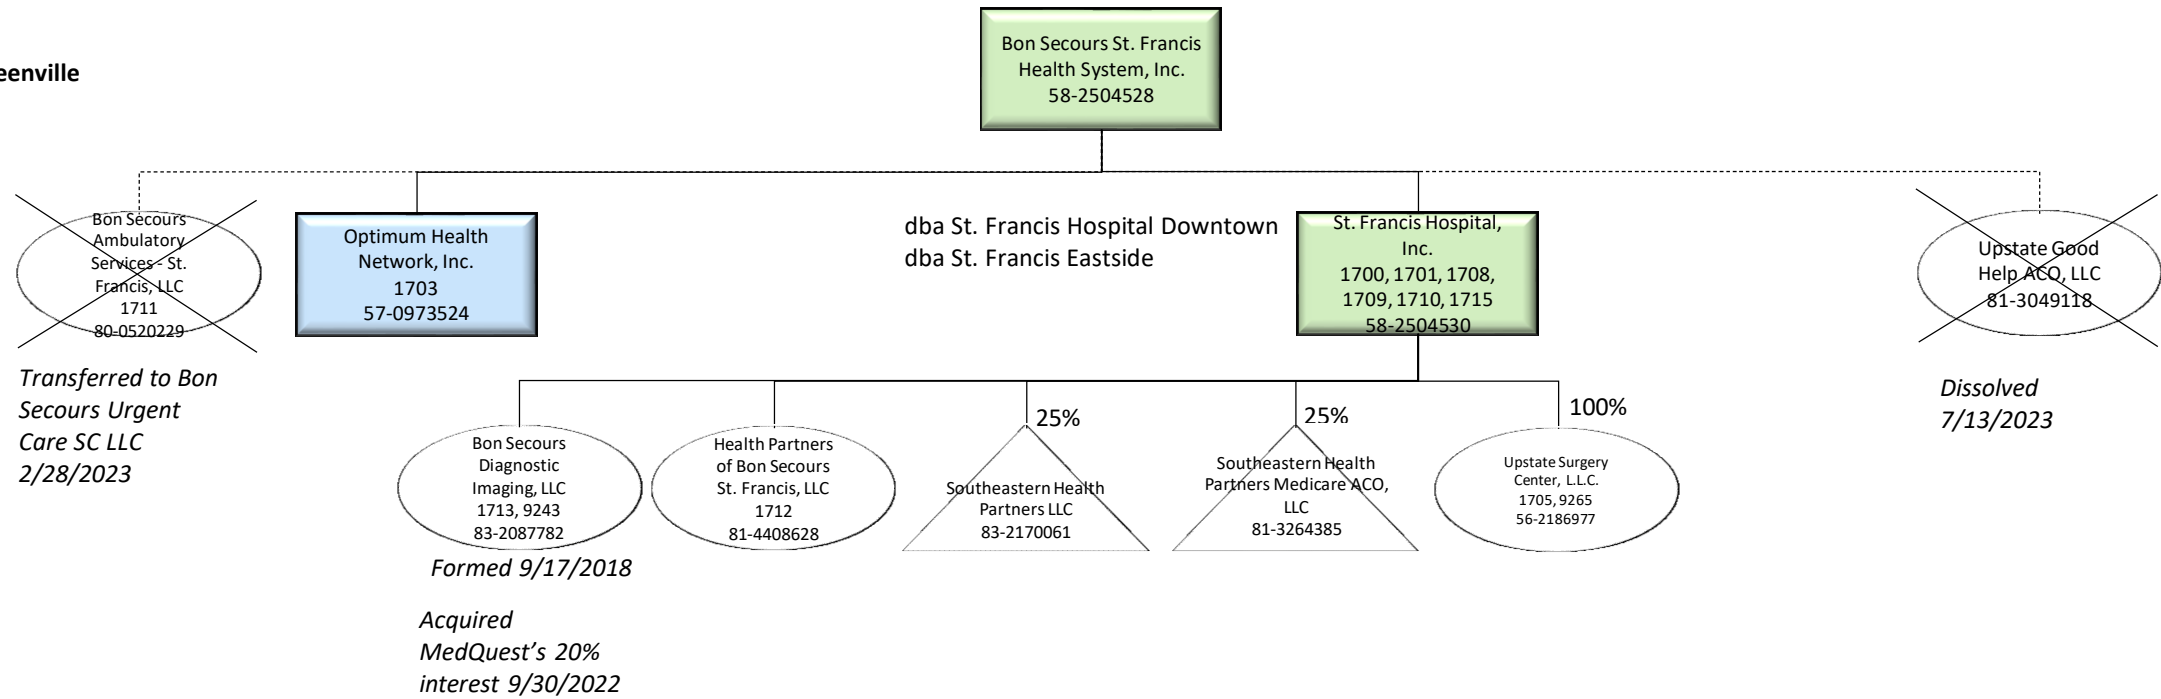 eenville
Bon Secours St. Francis
Health System, Inc.
58-2504528
Bon Secours
Ambulatory
Services - St.
Francis, LLC
1711
80-0520229
Transferred to Bon
Secours Urgent
Care SC LLC
2/28/2023
Optimum Health
Network, Inc.
1703
57-0973524
dba St. Francis Hospital Downtown
dba St. Francis Eastside
St. Francis Hospital,
Inc.
1700, 1701, 1708,
1709, 1710, 1715
58-2504530
Upstate Good
Help ACO, LLC
81-3049118
Dissolved
7/13/2023
Bon Secours
Diagnostic
Imaging, LLC
1713, 9243
83-2087782
Formed 9/17/2018
Acquired
MedQuest’s 20%
interest 9/30/2022
Health Partners
of Bon Secours
St. Francis, LLC
1712
81-4408628
25%
Southeastern Health
Partners LLC
83-2170061
25%
Southeastern Health
Partners Medicare ACO,
LLC
81-3264385
100%
Upstate Surgery
Center, L.L.C.
1705, 9265
56-2186977